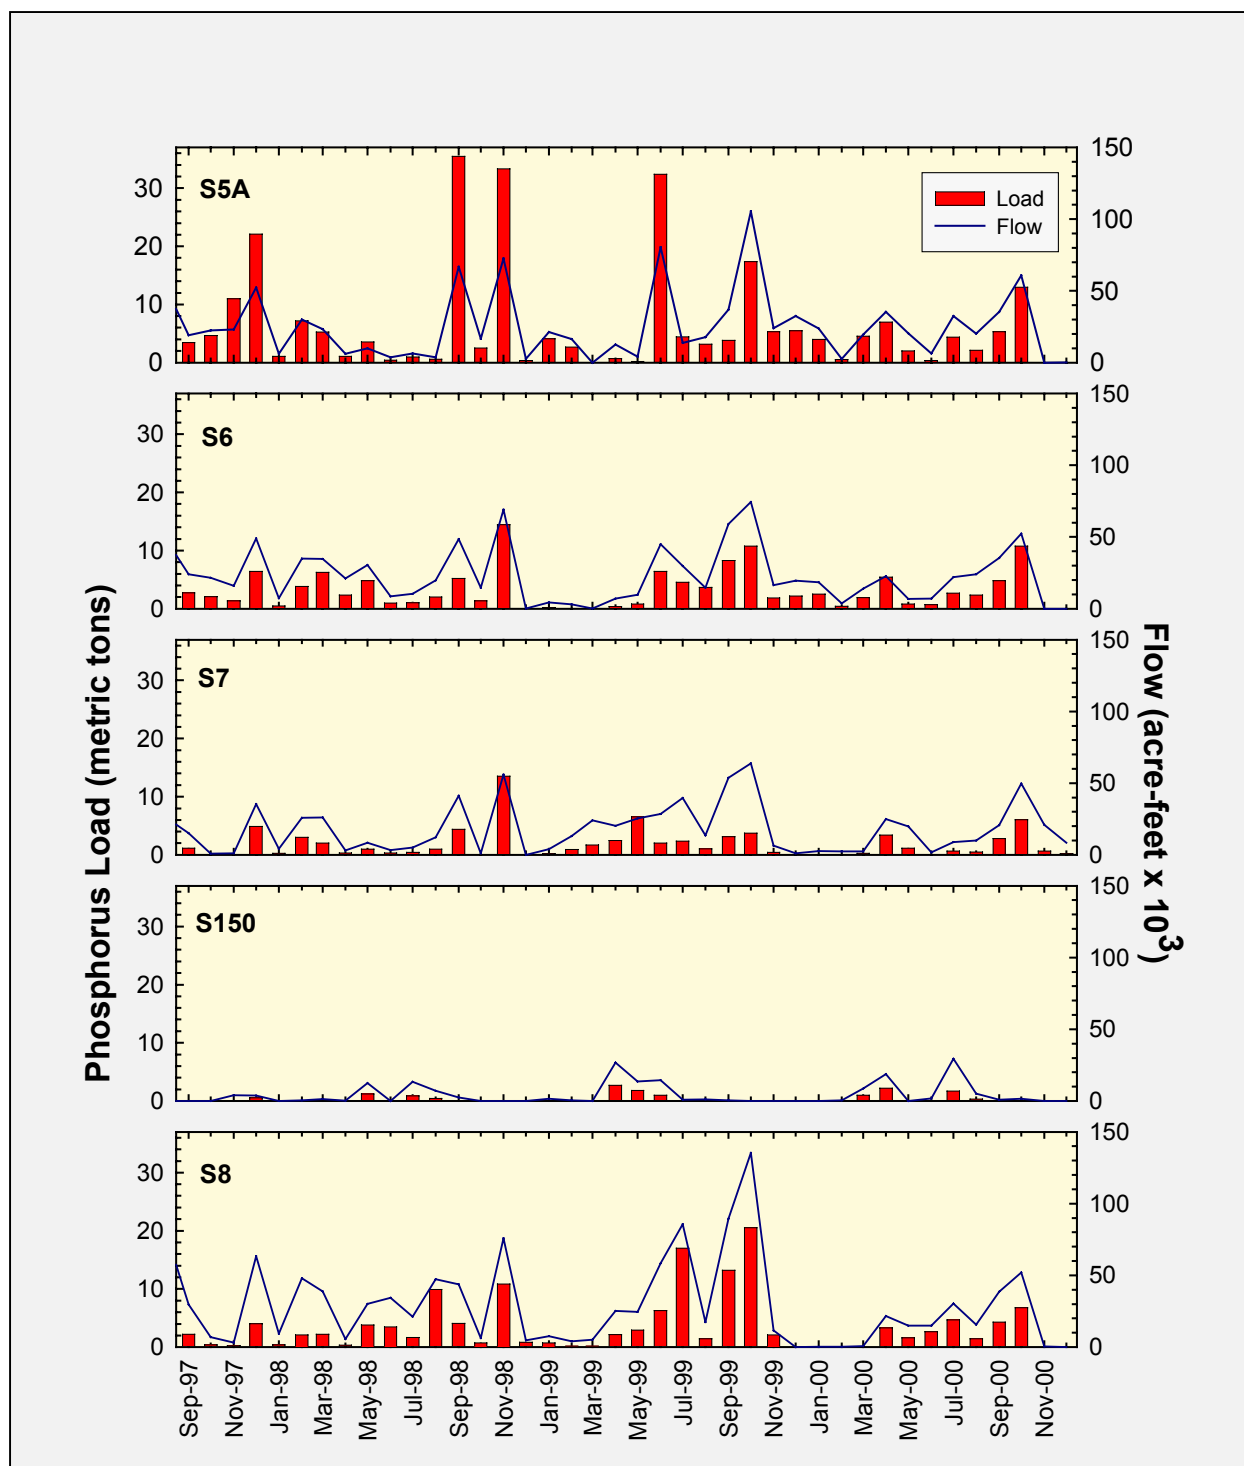 Phosphorus Load (metric tons)
Flow (acre-feet x 10³)
S5A
Load
Flow
30
20
10
0
150
100
50
0
S6
30
20
10
0
150
100
50
0
S7
30
20
10
0
150
100
50
0
S150
30
20
10
0
150
100
50
0
S8
30
20
10
0
150
100
50
0
Sep-97
Nov-97
Jan-98
Mar-98
May-98
Jul-98
Sep-98
Nov-98
Jan-99
Mar-99
May-99
Jul-99
Sep-99
Nov-99
Jan-00
Mar-00
May-00
Jul-00
Sep-00
Nov-00